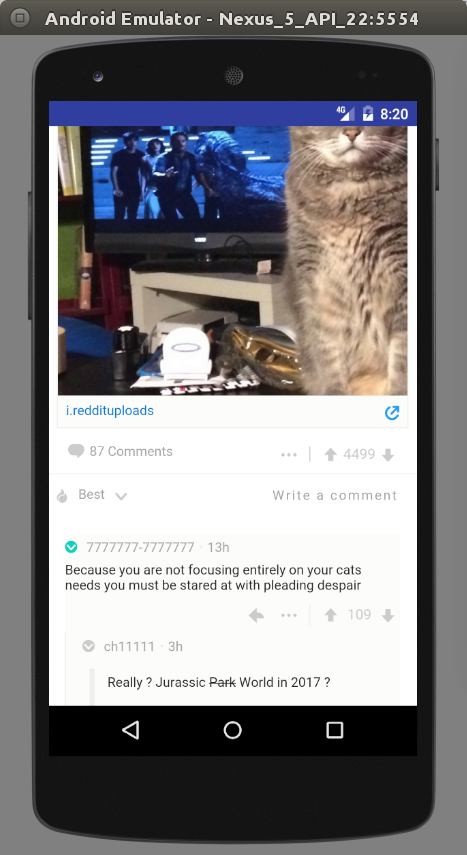 Android Emulator - Nexus_5_API_22:5554
4G 8:20
i.reddituploads
87 Comments
4499
Best
Write a comment
7777777-7777777 · 13h
Because you are not focusing entirely on your cats
needs you must be stared at with pleading despair
109
ch11111 · 3h
Really ? Jurassic Park World in 2017 ?